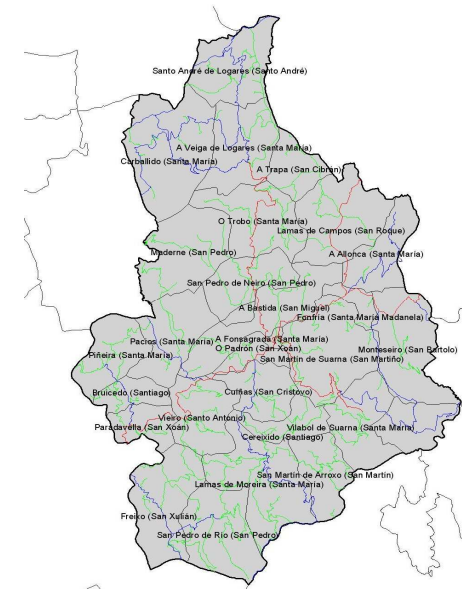 Santo André de Logares (Santo André)
A Veiga de Logares (Santa María)
Carballido (Santa María)
A Trapa (San Cibrán)
O Trobo (Santa María)
Lamas de Campos (San Roque)
Maderne (San Pedro)
A Allonca (Santa María)
San Pedro de Neiro (San Pedro)
A Bastida (San Miguel)
Fonfría (Santa María Madanela)
Pacios (Santa María)
A Fonsagrada (Santa María)
O Padrón (San Xoán)
Piñeira (Santa María)
Monteseiro (San Bartolo)
San Martín de Suarna (San Martiño)
Bruicedo (Santiago)
Cuíñas (San Cristovo)
Vieiro (Santo Antonio)
Paradavella (San Xoán)
Vilabol de Suarna (Santa María)
Cereixido (Santiago)
San Martín de Arroxo (San Martín)
Lamas de Moreira (Santa María)
Freixo (San Xulián)
San Pedro de Río (San Pedro)